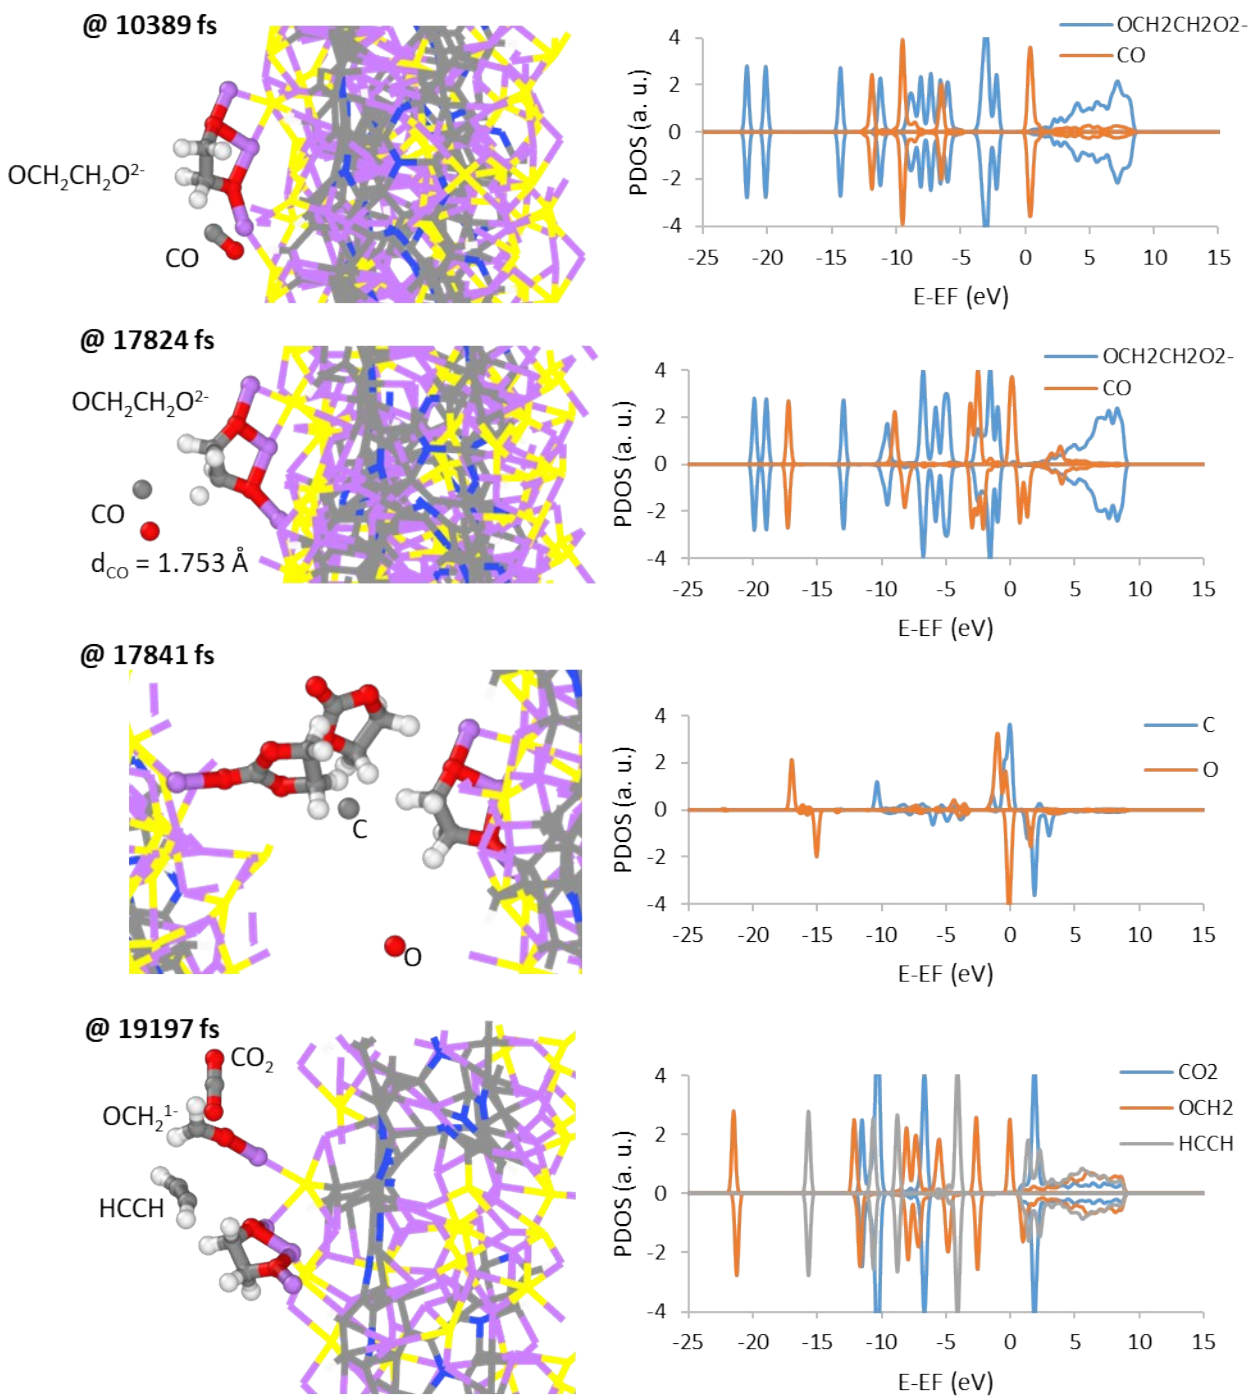 @ 10389 fs
OCH₂CH₂O²⁻
CO
OCH2CH2O2-
CO
PDOS (a. u.)
4
2
0
-2
-4
-25 -20 -15 -10 -5 0 5 10 15
E-EF (eV)
@ 17824 fs
OCH₂CH₂O²⁻
CO
d_CO = 1.753 Å
OCH2CH2O2-
CO
PDOS (a. u.)
4
2
0
-2
-4
-25 -20 -15 -10 -5 0 5 10 15
E-EF (eV)
@ 17841 fs
C
O
C
O
PDOS (a. u.)
4
2
0
-2
-4
-25 -20 -15 -10 -5 0 5 10 15
E-EF (eV)
@ 19197 fs
CO₂
OCH₂¹⁻
HCCH
CO2
OCH2
HCCH
PDOS (a. u.)
4
2
0
-2
-4
-25 -20 -15 -10 -5 0 5 10 15
E-EF (eV)